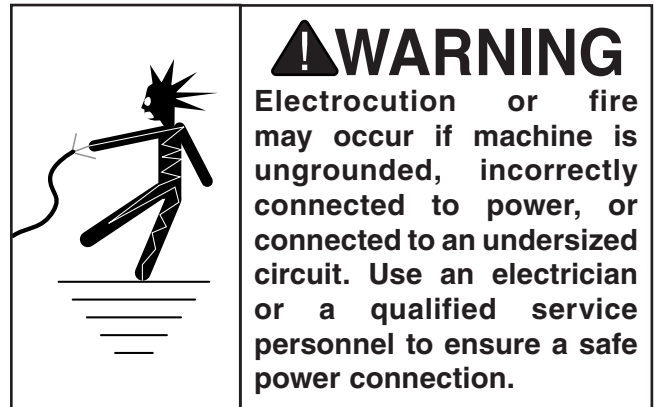 WARNING
Electrocution or fire
may occur if machine is
ungrounded, incorrectly
connected to power, or
connected to an undersized
circuit. Use an electrician
or a qualified service
personnel to ensure a safe
power connection.